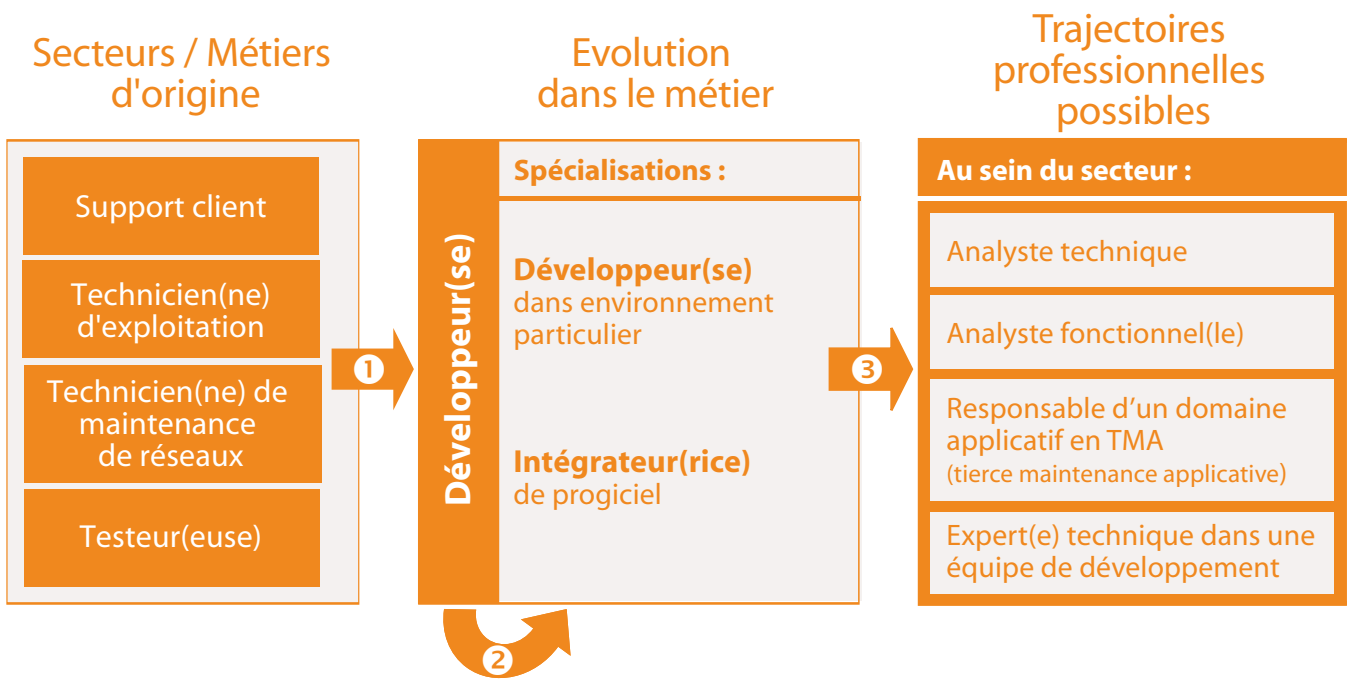 Secteurs / Métiers
d'origine
Support client
Technicien(ne)
d'exploitation
Technicien(ne) de
maintenance
de réseaux
Testeur(euse)
1
Evolution
dans le métier
Développeur(se)
Spécialisations :
Développeur(se)
dans environnement
particulier
Intégrateur(rice)
de progiciel
2
3
Trajectoires
professionnelles
possibles
Au sein du secteur :
Analyste technique
Analyste fonctionnel(le)
Responsable d’un domaine
applicatif en TMA
(tierce maintenance applicative)
Expert(e) technique dans une
équipe de développement